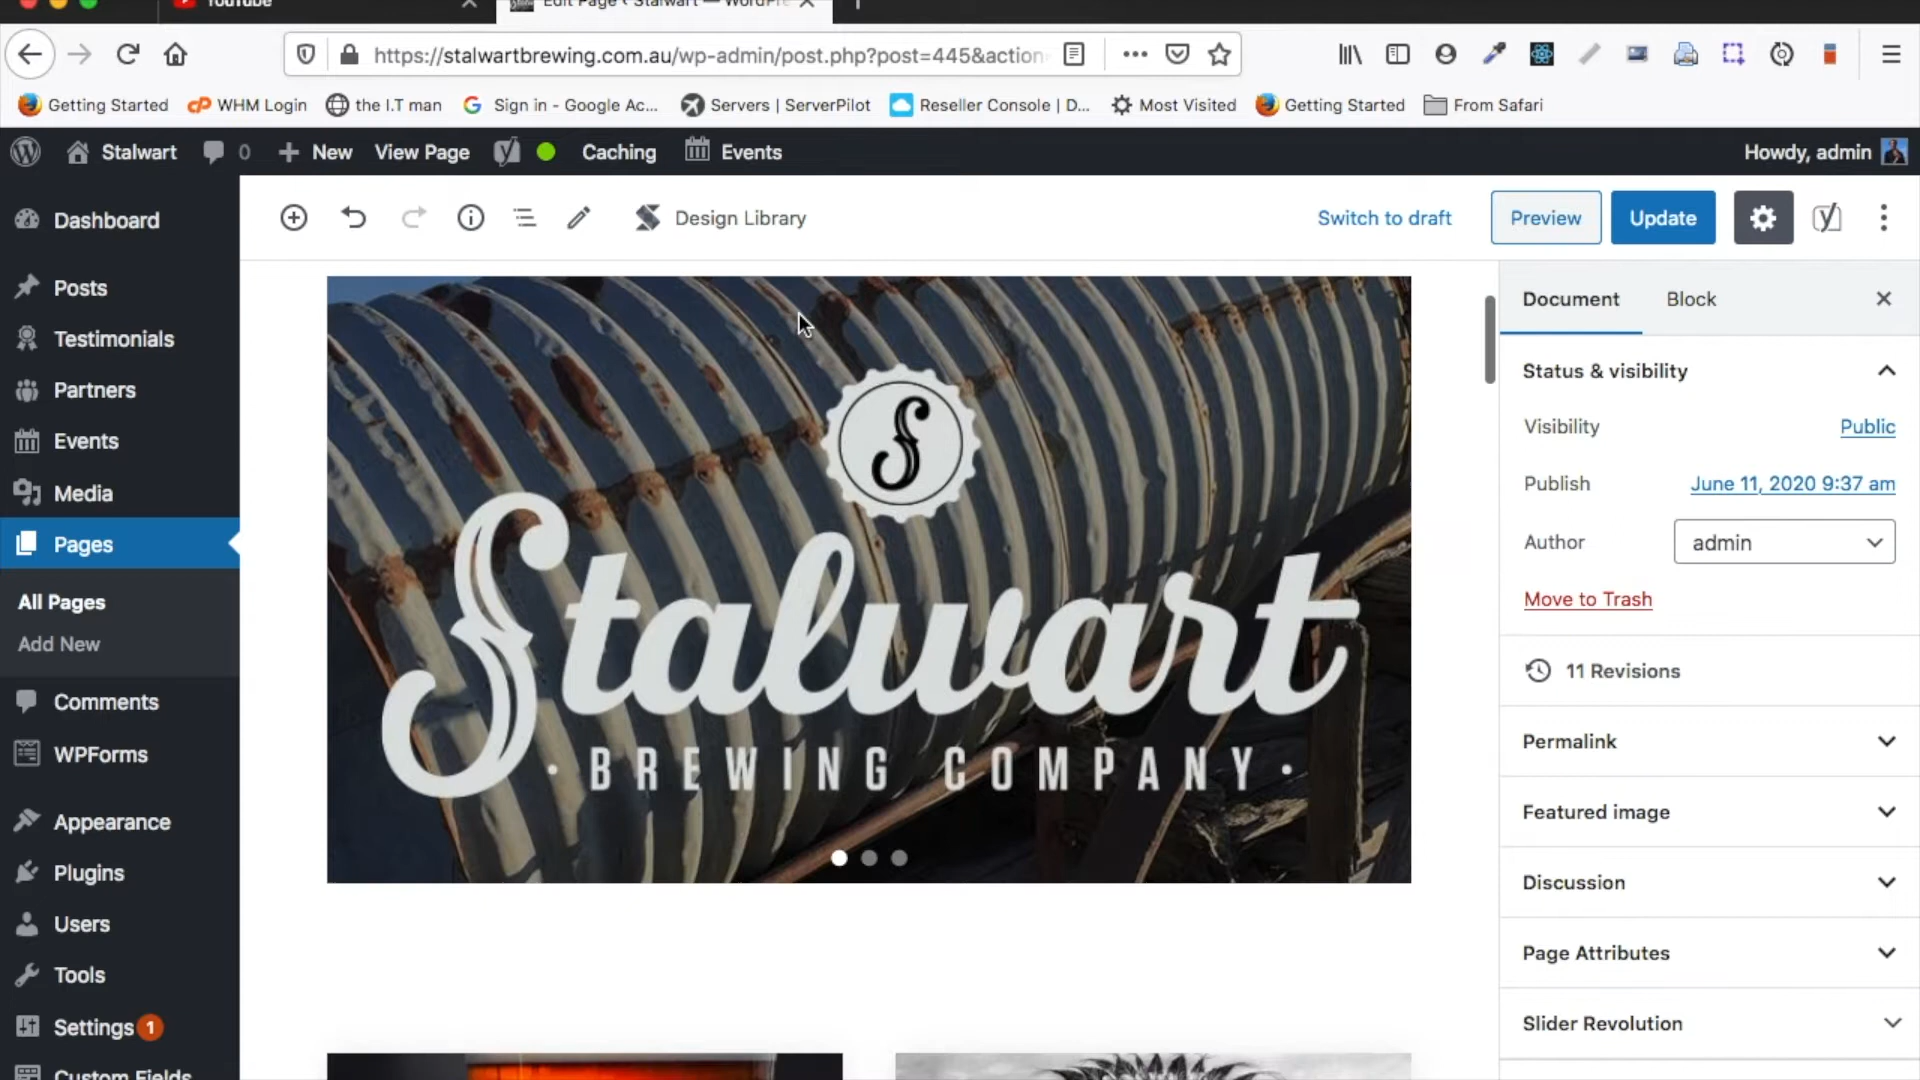 YouTube
Edit Page ‹ Stalwart — WordPre
https://stalwartbrewing.com.au/wp-admin/post.php?post=445&action
Getting Started
cP WHM Login
the I.T man
G Sign in - Google Ac...
Servers | ServerPilot
Reseller Console | D...
Most Visited
Getting Started
From Safari
Stalwart
0
New
View Page
Caching
Events
Howdy, admin
Design Library
Switch to draft
Preview
Update
Dashboard
Posts
Testimonials
Partners
Events
Media
Pages
All Pages
Add New
Comments
WPForms
Appearance
Plugins
Users
Tools
Settings 1
Custom Fields
S
Stalwart
· BREWING COMPANY ·
Document
Block
Status & visibility
Visibility
Public
Publish
June 11, 2020 9:37 am
Author
admin
Move to Trash
11 Revisions
Permalink
Featured image
Discussion
Page Attributes
Slider Revolution